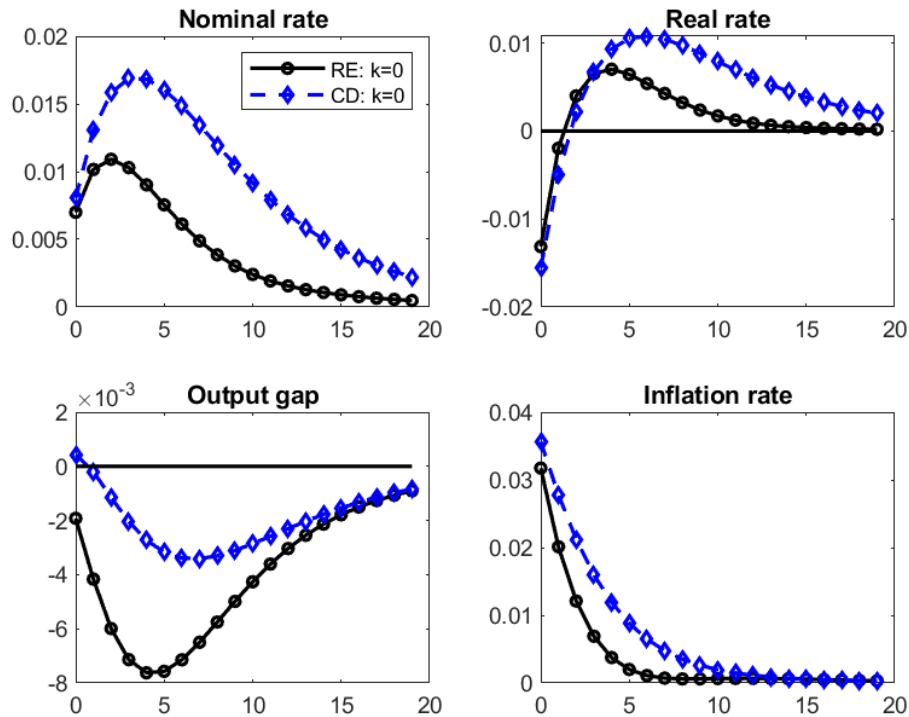 Nominal rate
0.02
0.015
0.01
0.005
0
0 5 10 15 20
RE: k=0
CD: k=0
Real rate
0.01
0
-0.01
-0.02
0 5 10 15 20
Output gap
×10⁻³
2
0
-2
-4
-6
-8
0 5 10 15 20
Inflation rate
0.04
0.03
0.02
0.01
0
0 5 10 15 20